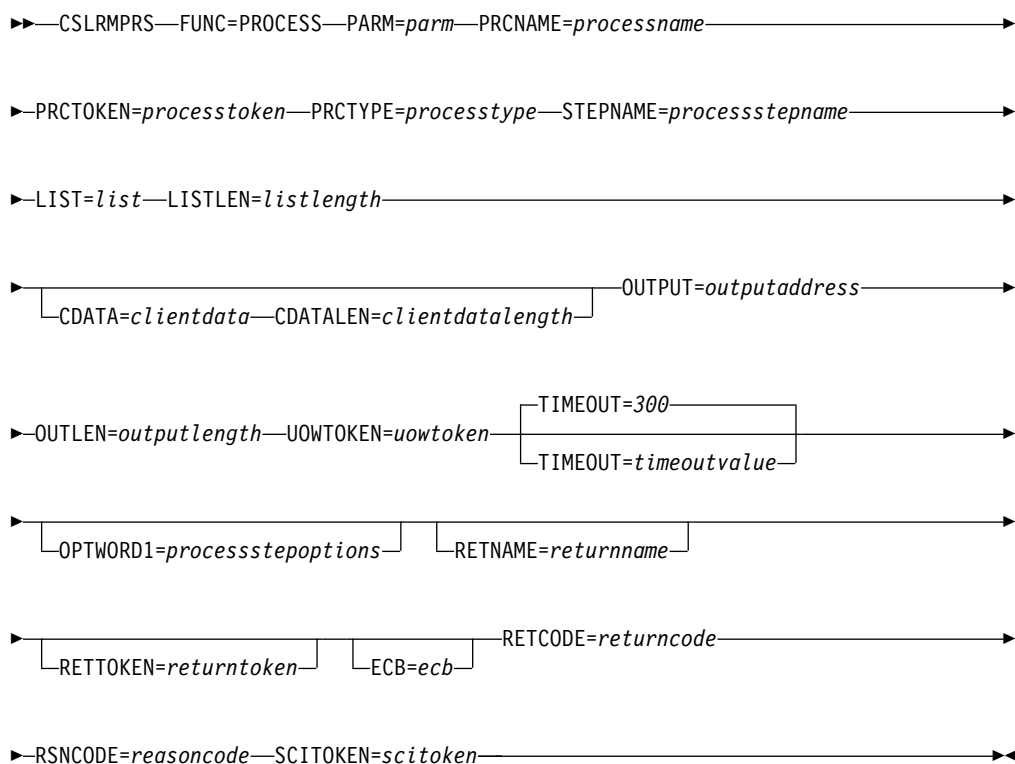 CSLRMPRS FUNC=PROCESS PARM=parm PRCNAME=processname
PRCTOKEN=processtoken PRCTYPE=processtype STEPNAME=processstepname
LIST=list LISTLEN=listlength
OUTPUT=outputaddress
CDATA=clientdata CDATALEN=clientdatalength
TIMEOUT=300
OUTLEN=outputlength UOWTOKEN=uowtoken
TIMEOUT=timeoutvalue
OPTWORD1=processstepoptions RETNAME=returnname
RETCODE=returncode
RETTOKEN=returntoken ECB=ecb
RSNCODE=reasoncode SCITOKEN=scitoken